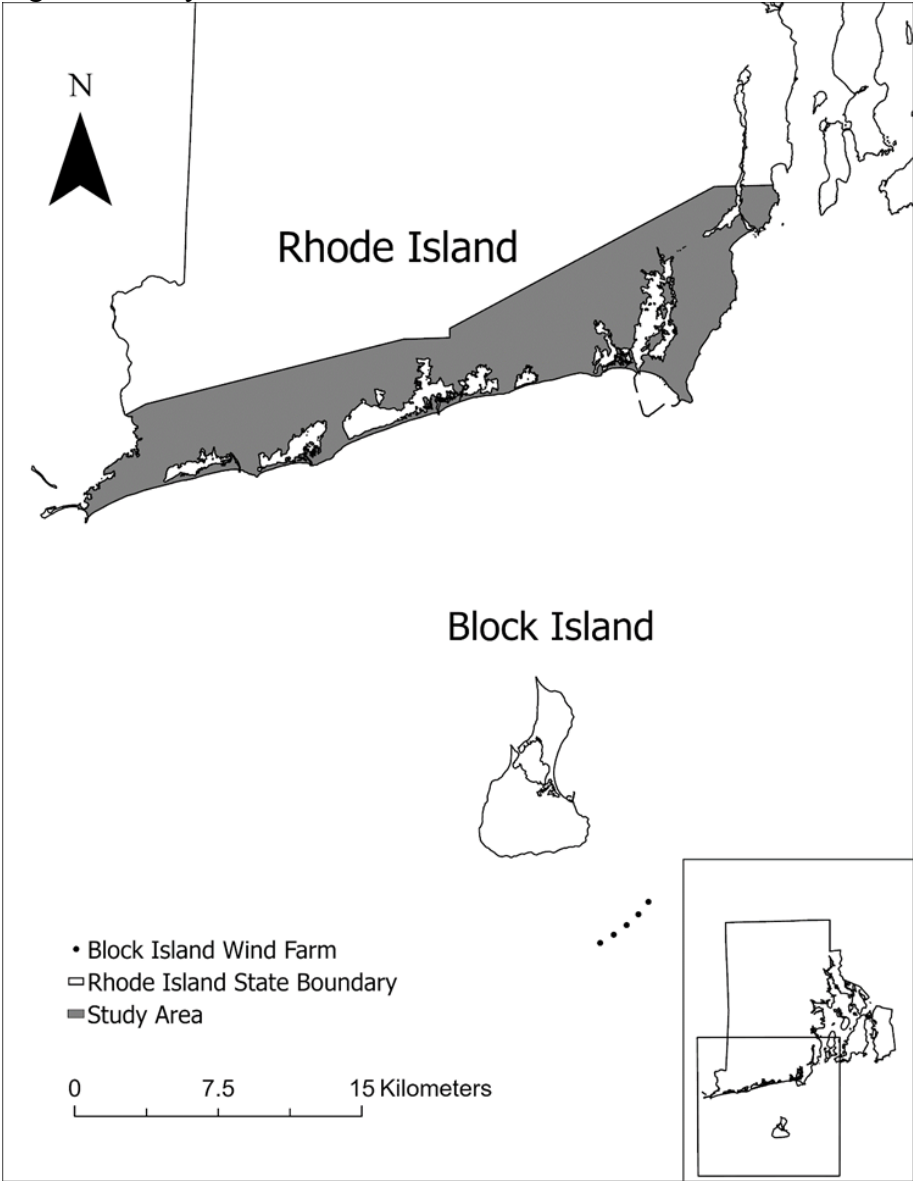 N
Rhode Island
Block Island
Block Island Wind Farm
Rhode Island State Boundary
Study Area
0 7.5 15 Kilometers